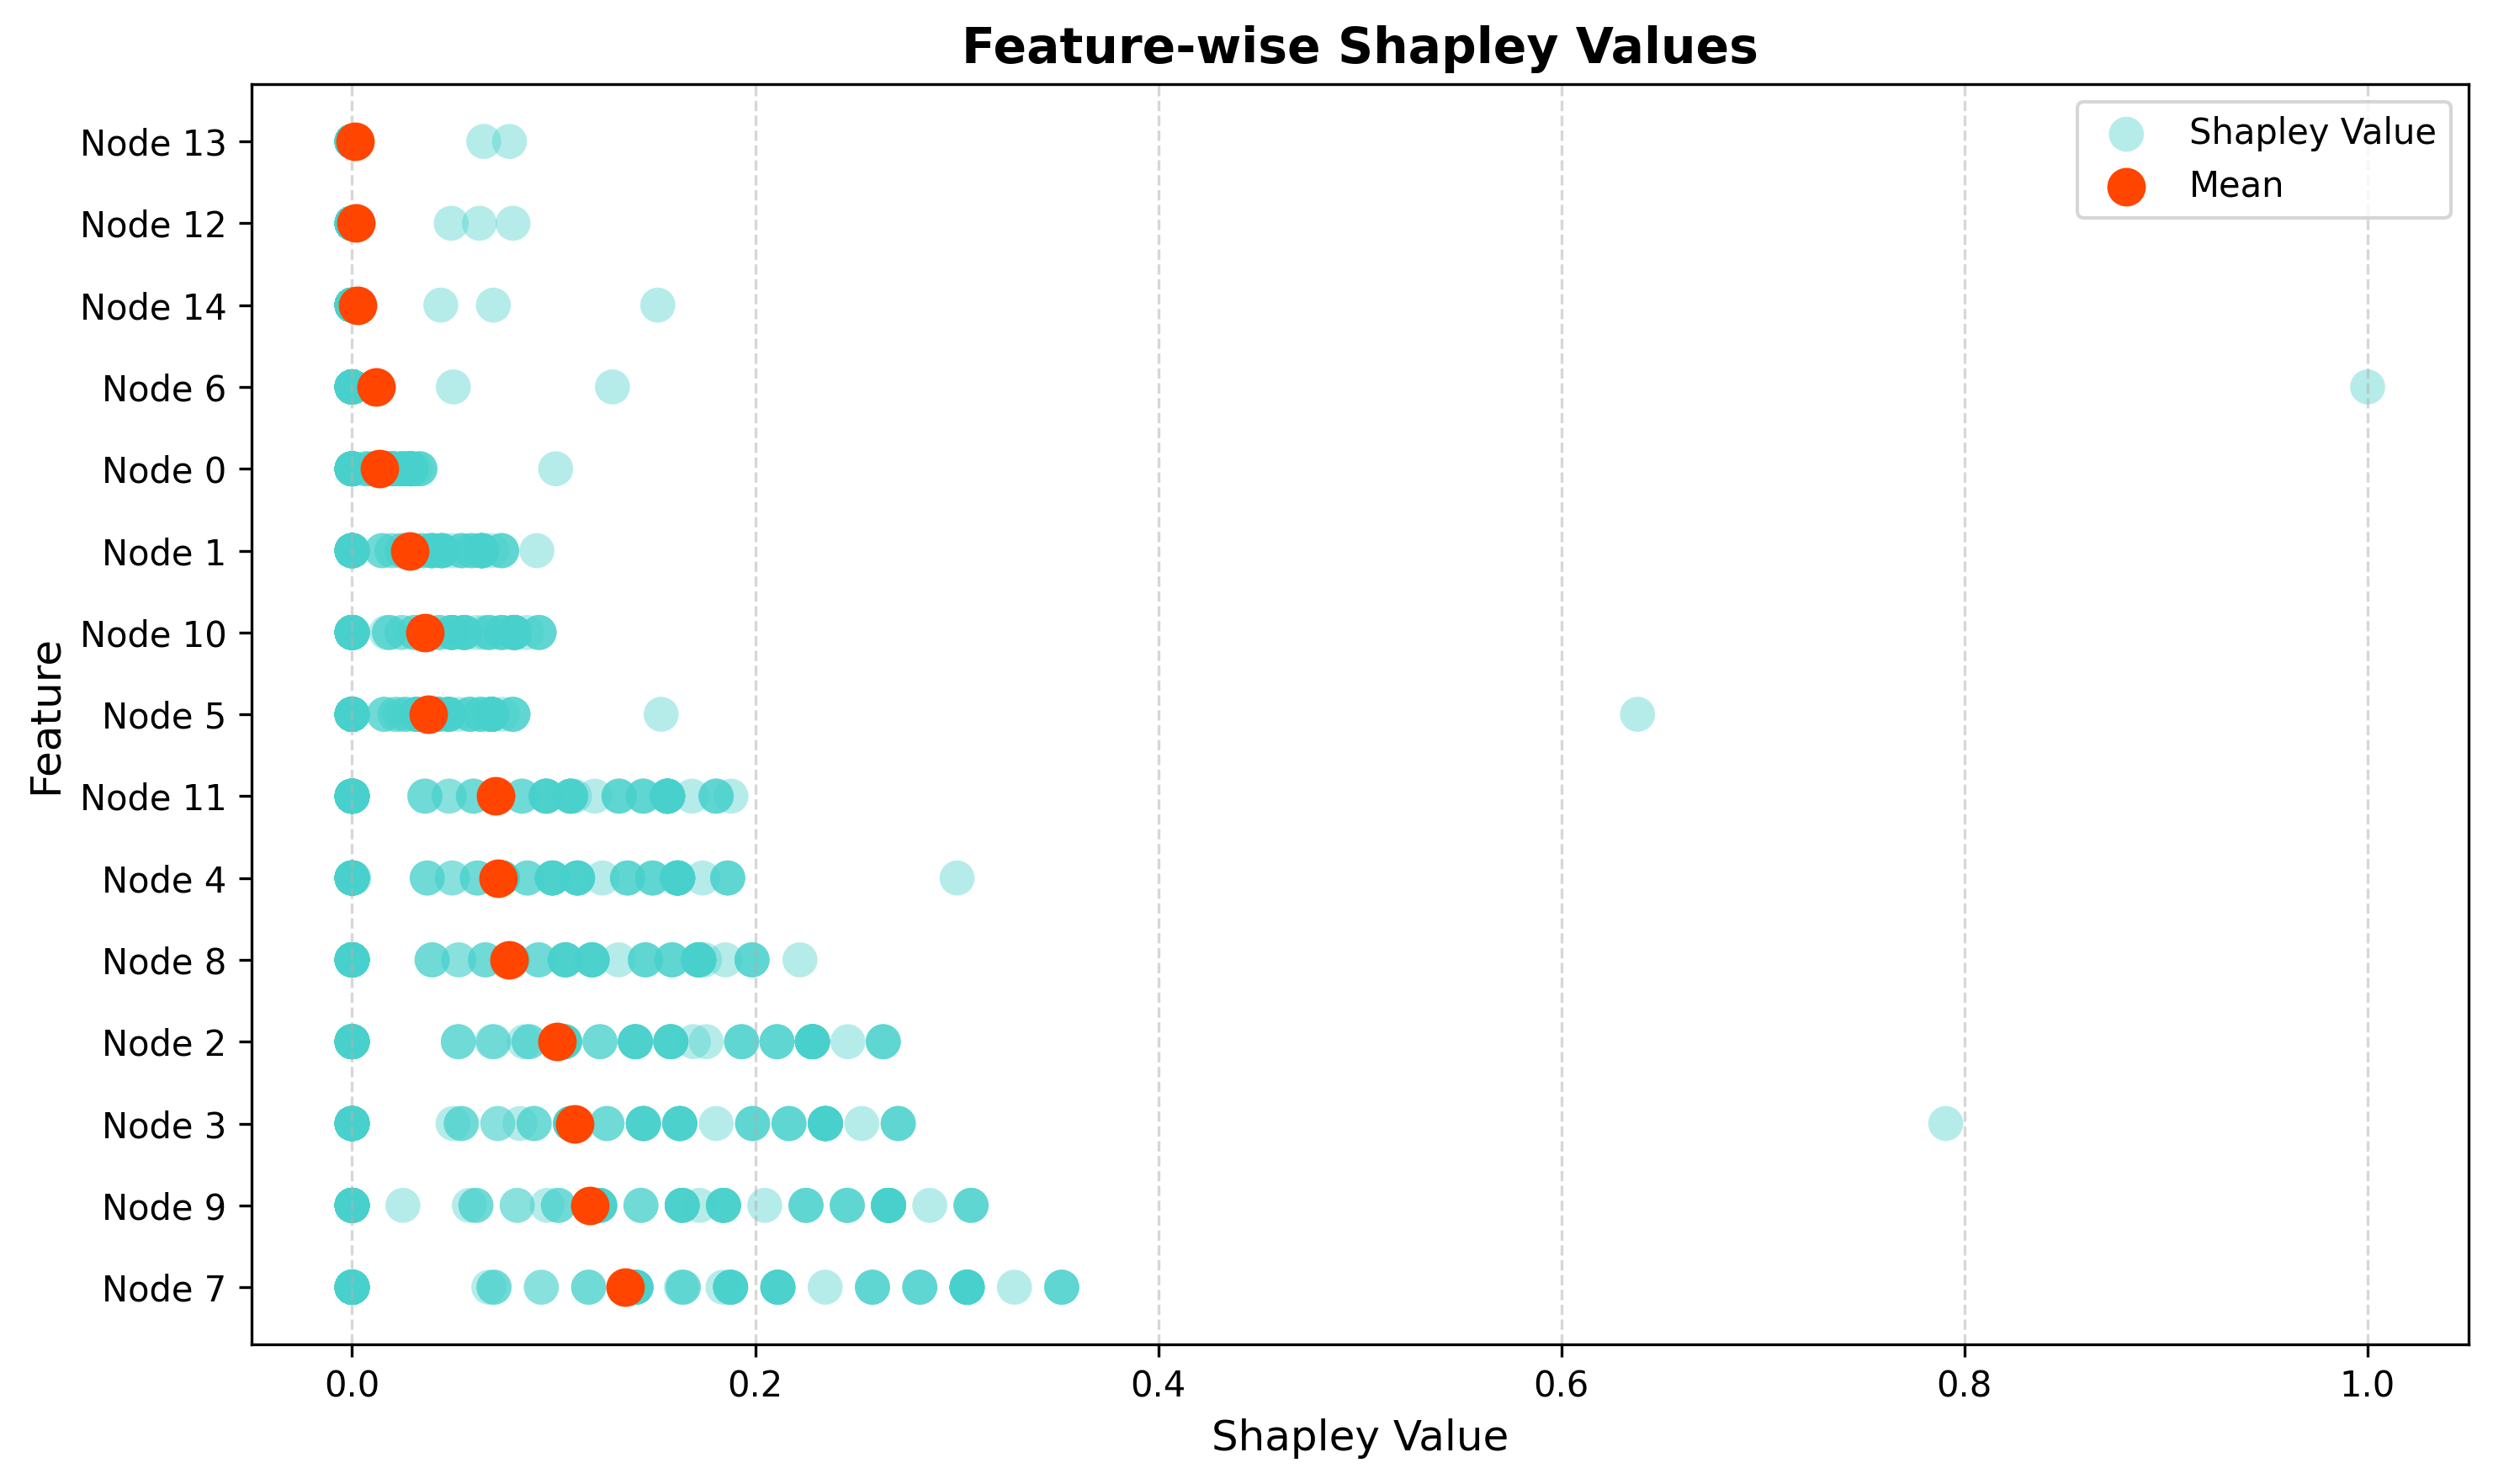 Feature-wise Shapley Values
Shapley Value
Mean
Node 13
Node 12
Node 14
Node 6
Node 0
Node 1
Node 10
Node 5
Node 11
Node 4
Node 8
Node 2
Node 3
Node 9
Node 7
Feature
0.0 0.2 0.4 0.6 0.8 1.0
Shapley Value